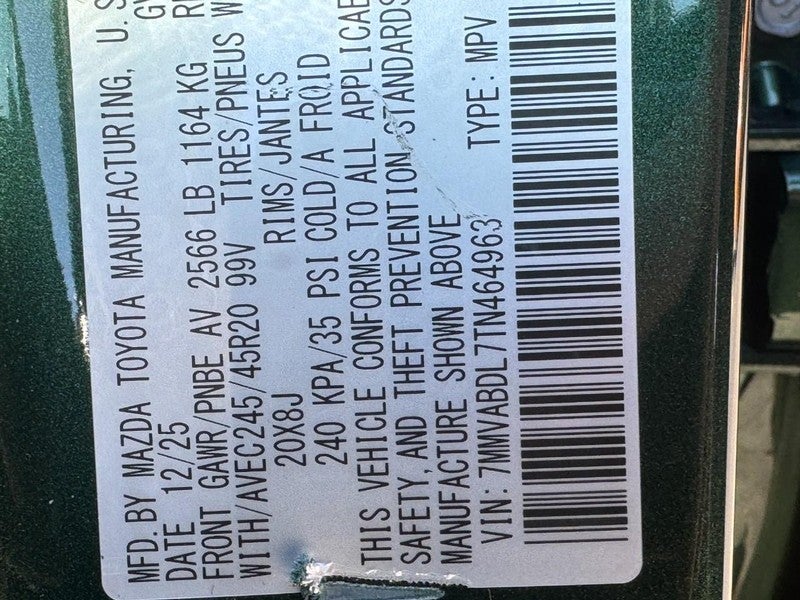 MFD. BY MAZDA TOYOTA MANUFACTURING, U. S
DATE 12/25
FRONT GAWR/PNBE AV 2566 LB 1164 KG
WITH/AVEC245/45R20 99V TIRES/PNEUS W
20X8J RIMS/JANTES
240 KPA/35 PSI COLD/A FROID
THIS VEHICLE CONFORMS TO ALL APPLICAB
SAFETY, AND THEFT PREVENTION STANDARDS
MANUFACTURE SHOWN ABOVE
VIN: 7MMVABDL7TN464963 TYPE: MPV